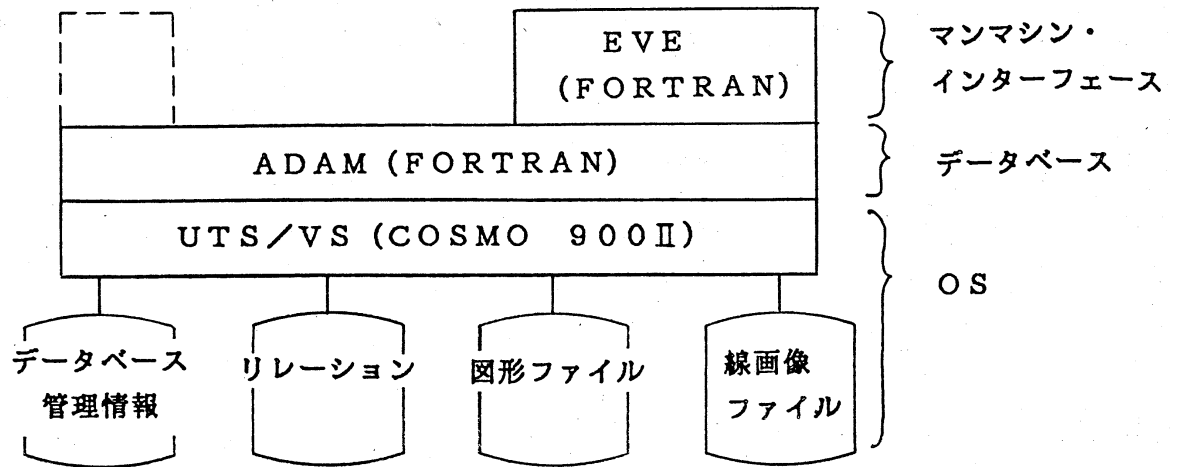 EVE
(FORTRAN)
マンマシン・
インターフェース
ADAM (FORTRAN)
データベース
UTS/VS (COSMO 900Ⅱ)
OS
データベース
管理情報
リレーション
図形ファイル
線画像
ファイル